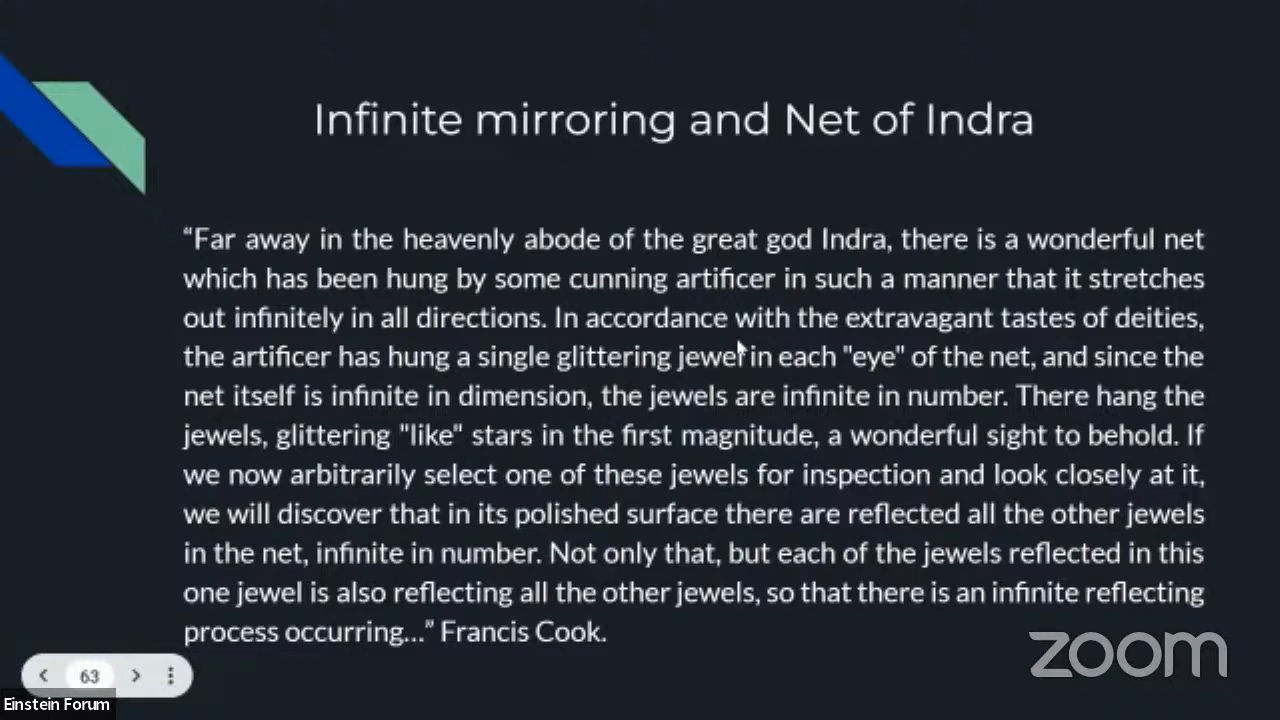 Infinite mirroring and Net of Indra
“Far away in the heavenly abode of the great god Indra, there is a wonderful net
which has been hung by some cunning artificer in such a manner that it stretches
out infinitely in all directions. In accordance with the extravagant tastes of deities,
the artificer has hung a single glittering jewel in each "eye" of the net, and since the
net itself is infinite in dimension, the jewels are infinite in number. There hang the
jewels, glittering "like" stars in the first magnitude, a wonderful sight to behold. If
we now arbitrarily select one of these jewels for inspection and look closely at it,
we will discover that in its polished surface there are reflected all the other jewels
in the net, infinite in number. Not only that, but each of the jewels reflected in this
one jewel is also reflecting all the other jewels, so that there is an infinite reflecting
process occurring...” Francis Cook.
zoom
63
Einstein Forum